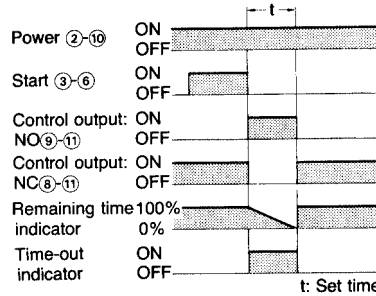 t
Power ②-⑩ ON
OFF
Start ③-⑥ ON
OFF
Control output: ON
NO⑨-⑪ OFF
Control output: ON
NC⑧-⑪ OFF
Remaining time 100%
indicator 0%
Time-out ON
indicator OFF
t: Set time